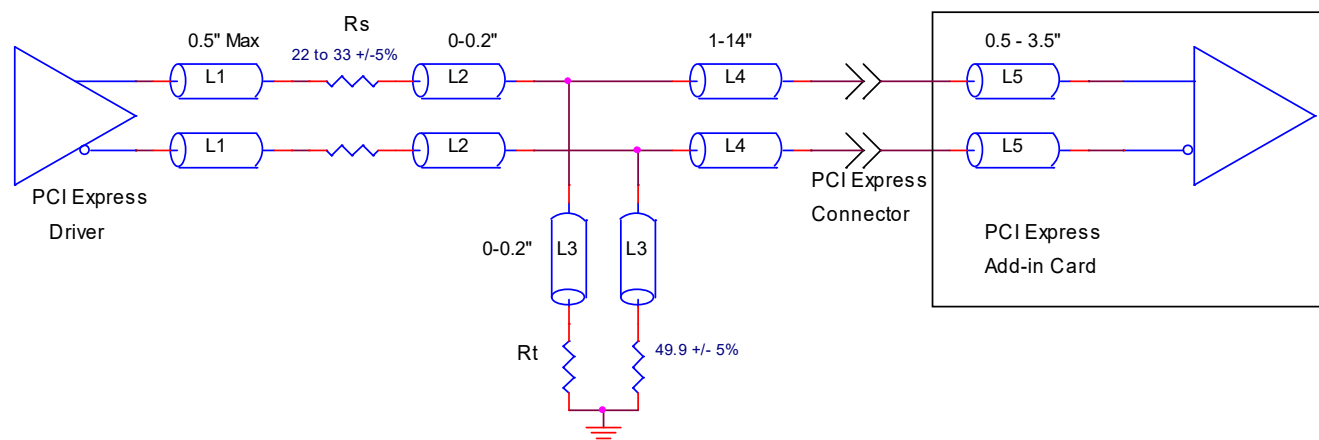 Rs
0.5" Max
22 to 33 +/-5%
0-0.2"
1-14"
0.5 - 3.5"
L1
L2
L4
L5
L1
L2
L4
L5
PCI Express
Driver
PCI Express
Connector
0-0.2"
L3
L3
PCI Express
Add-in Card
Rt
49.9 +/- 5%